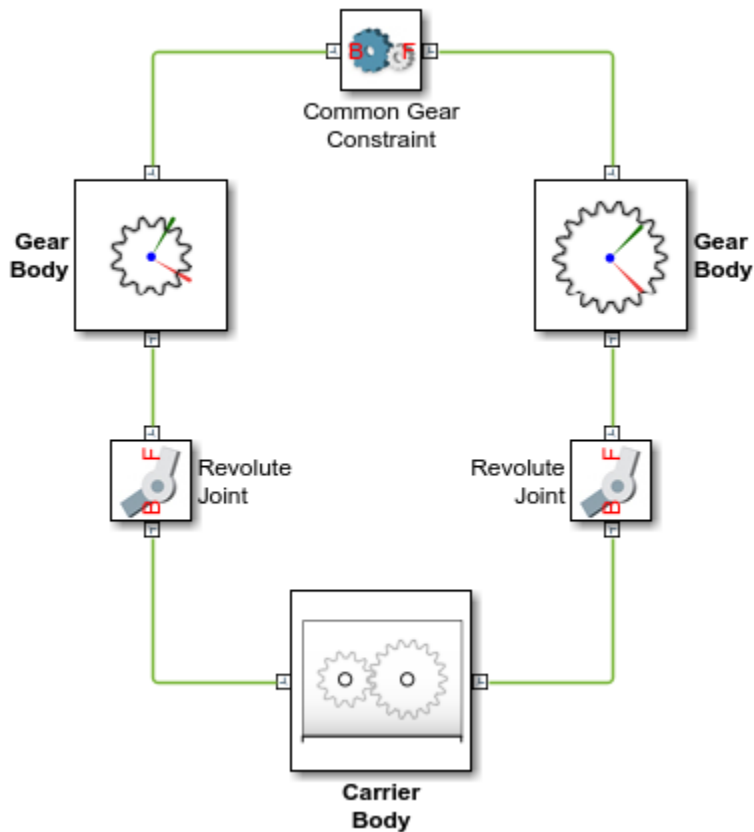 B F
Common Gear
Constraint
Gear
Body
Gear
Body
F
B
Revolute
Joint
Revolute
Joint
F
B
Carrier
Body